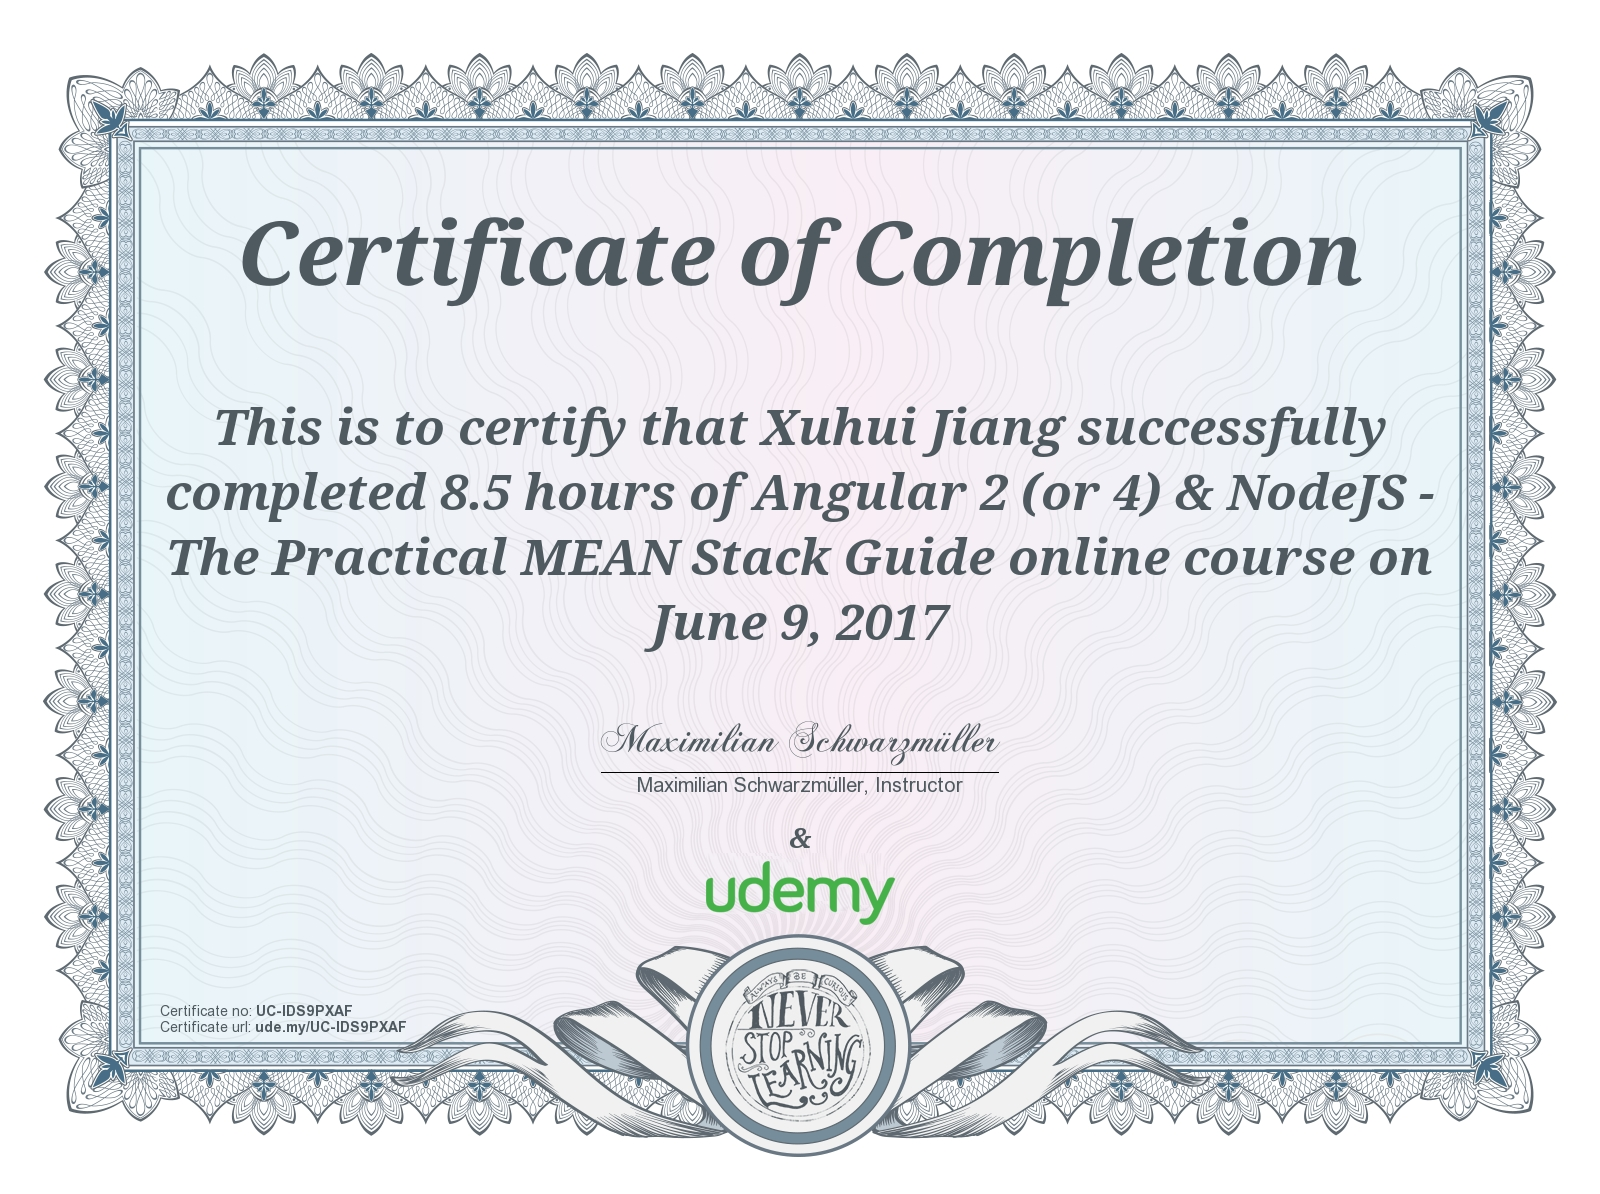 Certificate of Completion
This is to certify that Xuhui Jiang successfully
completed 8.5 hours of Angular 2 (or 4) & NodeJS -
The Practical MEAN Stack Guide online course on
June 9, 2017
Maximilian Schwarzmüller
Maximilian Schwarzmüller, Instructor
&
udemy
ALWAYS BE CURIOUS
NEVER
STOP
LEARNING
Certificate no: UC-IDS9PXAF
Certificate url: ude.my/UC-IDS9PXAF